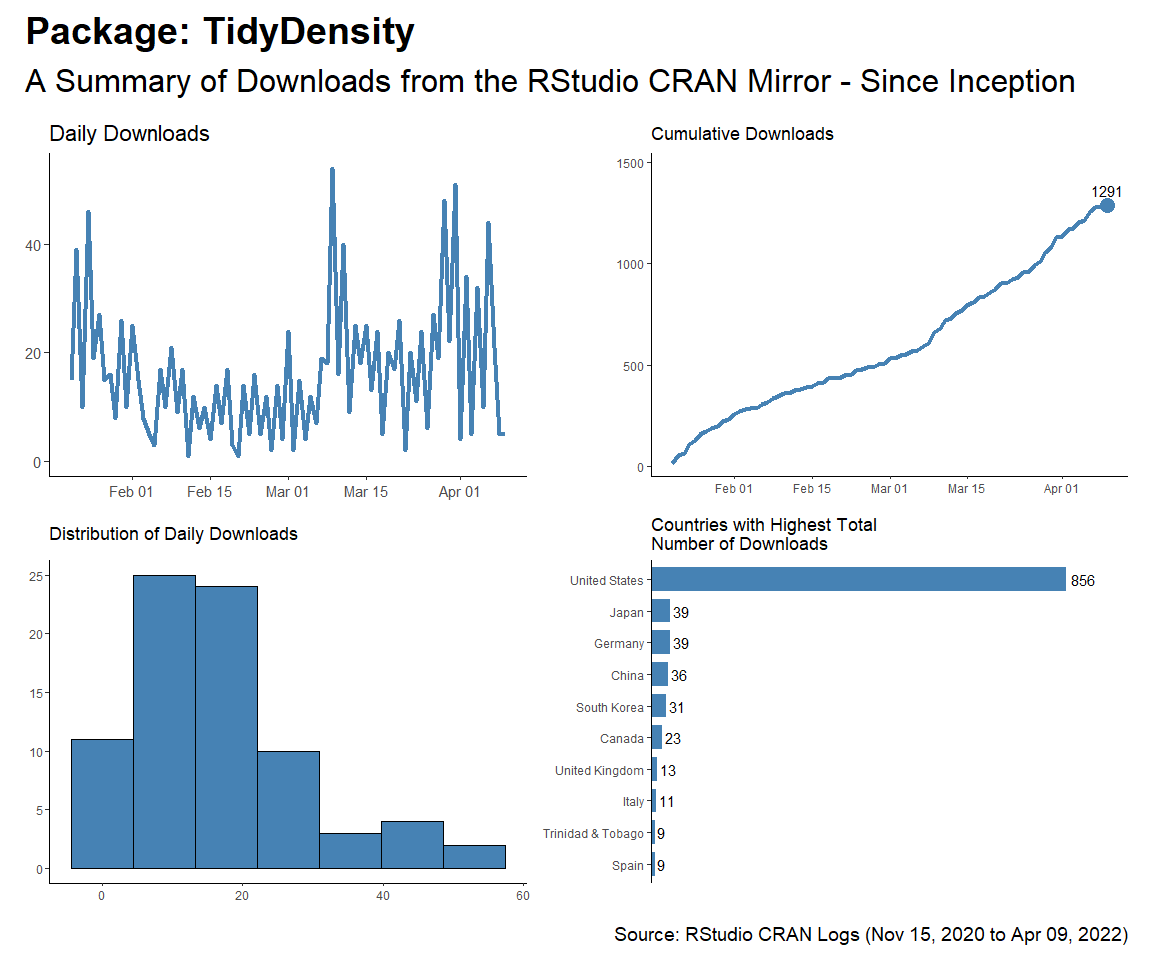 Package: TidyDensity
A Summary of Downloads from the RStudio CRAN Mirror - Since Inception
Daily Downloads
40
20
0
Feb 01 Feb 15 Mar 01 Mar 15 Apr 01
Cumulative Downloads
1500
1000
500
0
1291
Feb 01 Feb 15 Mar 01 Mar 15 Apr 01
Distribution of Daily Downloads
25
20
15
10
5
0
0 20 40 60
Countries with Highest Total
Number of Downloads
United States 856
Japan 39
Germany 39
China 36
South Korea 31
Canada 23
United Kingdom 13
Italy 11
Trinidad & Tobago 9
Spain 9
Source: RStudio CRAN Logs (Nov 15, 2020 to Apr 09, 2022)